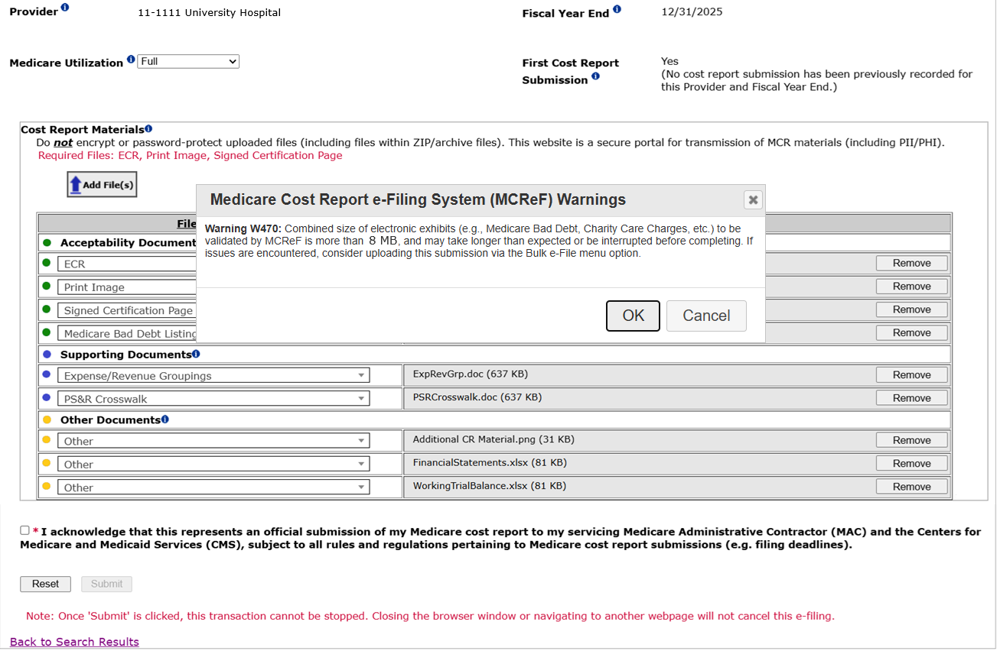 Provider 11-1111 University Hospital Fiscal Year End 12/31/2025
Medicare Utilization Full First Cost Report Submission Yes
(No cost report submission has been previously recorded for
this Provider and Fiscal Year End.)
Cost Report Materials
Do not encrypt or password-protect uploaded files (including files within ZIP/archive files). This website is a secure portal for transmission of MCR materials (including PII/PHI).
Required Files: ECR, Print Image, Signed Certification Page
Add File(s)
Medicare Cost Report e-Filing System (MCReF) Warnings
Warning W470: Combined size of electronic exhibits (e.g., Medicare Bad Debt, Charity Care Charges, etc.) to be
validated by MCReF is more than 8 MB, and may take longer than expected or be interrupted before completing. If
issues are encountered, consider uploading this submission via the Bulk e-File menu option.
OK Cancel
File
Acceptability Document
ECR Remove
Print Image Remove
Signed Certification Page Remove
Medicare Bad Debt Listing Remove
Supporting Documents
Expense/Revenue Groupings ExpRevGrp.doc (637 KB) Remove
PS&R Crosswalk PSRCrosswalk.doc (637 KB) Remove
Other Documents
Other Additional CR Material.png (31 KB) Remove
Other FinancialStatements.xlsx (81 KB) Remove
Other WorkingTrialBalance.xlsx (81 KB) Remove
* I acknowledge that this represents an official submission of my Medicare cost report to my servicing Medicare Administrative Contractor (MAC) and the Centers for
Medicare and Medicaid Services (CMS), subject to all rules and regulations pertaining to Medicare cost report submissions (e.g. filing deadlines).
Reset Submit
Note: Once 'Submit' is clicked, this transaction cannot be stopped. Closing the browser window or navigating to another webpage will not cancel this e-filing.
Back to Search Results